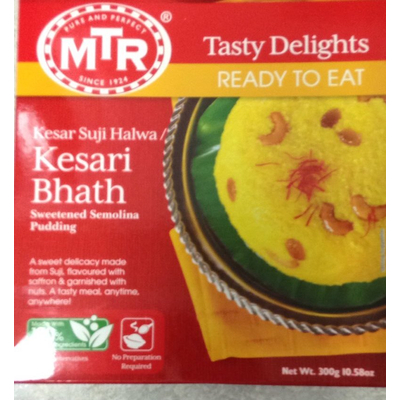 PURE AND PERFECT
MTR
®
SINCE 1924
Tasty Delights
READY TO EAT
Kesar Suji Halwa/
Kesari
Bhath
Sweetened Semolina
Pudding
A sweet delicacy made
from Suji, flavoured with
saffron & garnished with
nuts. A tasty meal, anytime,
anywhere!
No Preparation
Required
Net Wt. 300g 10.58oz